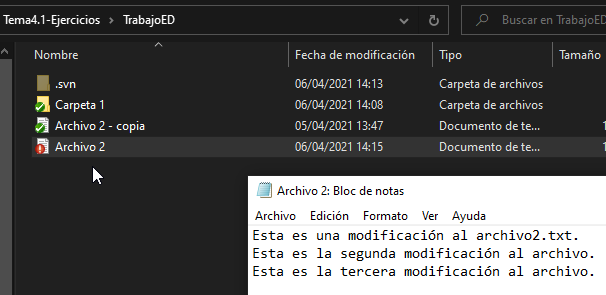 Tema4.1-Ejercicios > TrabajoED
Buscar en TrabajoED
Nombre Fecha de modificación Tipo Tamaño
.svn 06/04/2021 14:13 Carpeta de archivos
Carpeta 1 06/04/2021 14:08 Carpeta de archivos
Archivo 2 - copia 05/04/2021 13:47 Documento de te... 1
Archivo 2 06/04/2021 14:15 Documento de te... 1
Archivo 2: Bloc de notas
Archivo Edición Formato Ver Ayuda
Esta es una modificación al archivo2.txt.
Esta es la segunda modificación al archivo.
Esta es la tercera modificación al archivo.